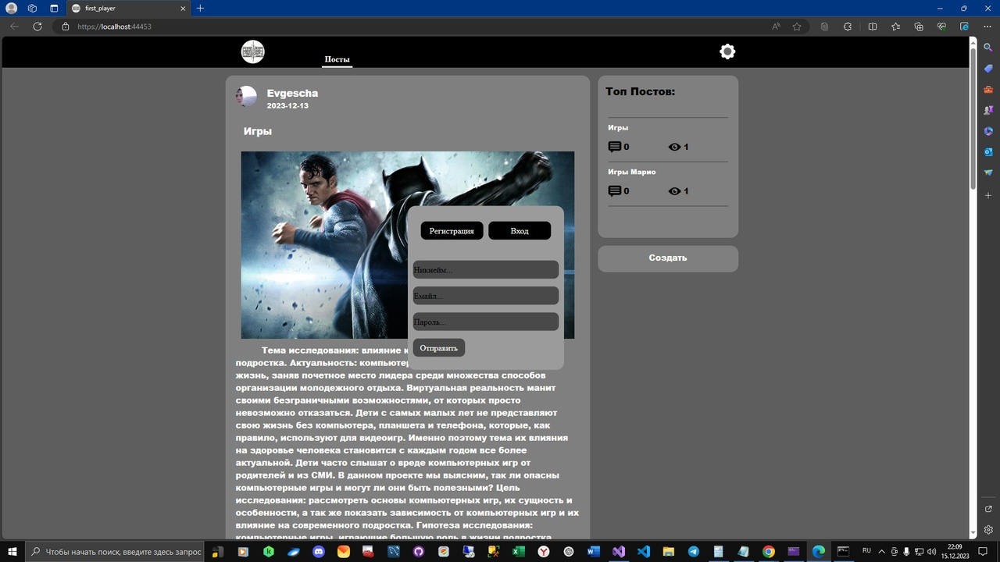 first_player
https://localhost:44453
Посты
Evgescha
2023-12-13
Игры
Регистрация
Вход
Никнейм...
Емайл...
Пароль...
Отправить
Тема исследования: влияние к
подростка. Актуальность: компьютер
жизнь, заняв почетное место лидера среди множества способов
организации молодежного отдыха. Виртуальная реальность манит
своими безграничными возможностями, от которых просто
невозможно отказаться. Дети с самых малых лет не представляют
свою жизнь без компьютера, планшета и телефона, которые, как
правило, используют для видеоигр. Именно поэтому тема их влияния
на здоровье человека становится с каждым годом все более
актуальной. Дети часто слышат о вреде компьютерных игр от
родителей и из СМИ. В данном проекте мы выясним, так ли опасны
компьютерные игры и могут ли они быть полезными? Цель
исследования: рассмотреть основы компьютерных игр, их сущность и
особенности, а так же показать зависимость от компьютерных игр и их
влияние на современного подростка. Гипотеза исследования:
компьютерные игры, играющие большую роль в жизни подростка
Топ Постов:
Игры
0 1
Игры Марио
0 1
Создать
Чтобы начать поиск, введите здесь запрос
RU
22:09
15.12.2023